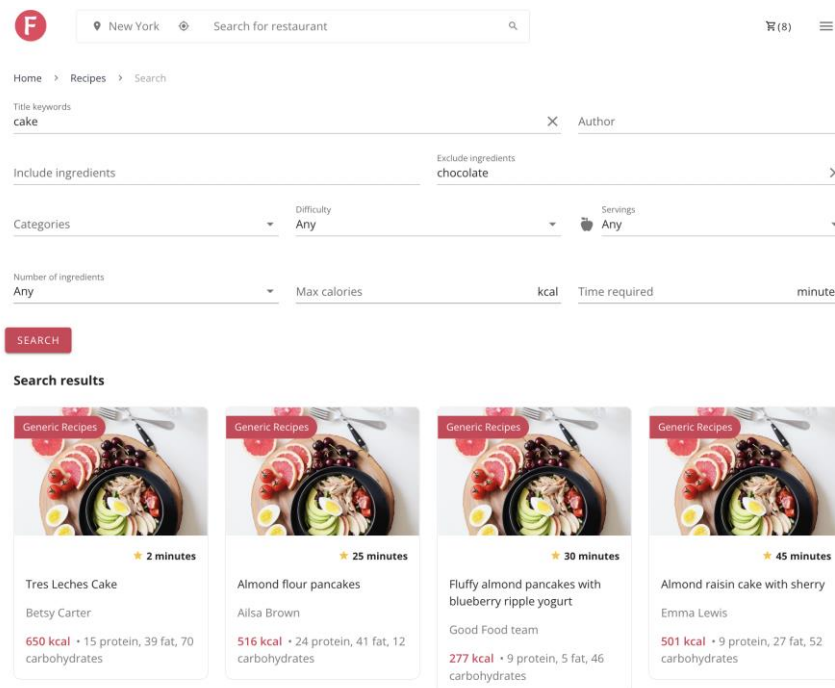 F
New York
Search for restaurant
(8)
Home > Recipes > Search
Title keywords
cake
Author
Include ingredients
Exclude ingredients
chocolate
Categories
Difficulty
Any
Servings
Any
Number of ingredients
Any
Max calories
kcal
Time required
minute
SEARCH
Search results
Generic Recipes
2 minutes
Tres Leches Cake
Betsy Carter
650 kcal • 15 protein, 39 fat, 70
carbohydrates
Generic Recipes
25 minutes
Almond flour pancakes
Ailsa Brown
516 kcal • 24 protein, 41 fat, 12
carbohydrates
Generic Recipes
30 minutes
Fluffy almond pancakes with
blueberry ripple yogurt
Good Food team
277 kcal • 9 protein, 5 fat, 46
carbohydrates
Generic Recipes
45 minutes
Almond raisin cake with sherry
Emma Lewis
501 kcal • 9 protein, 27 fat, 52
carbohydrates